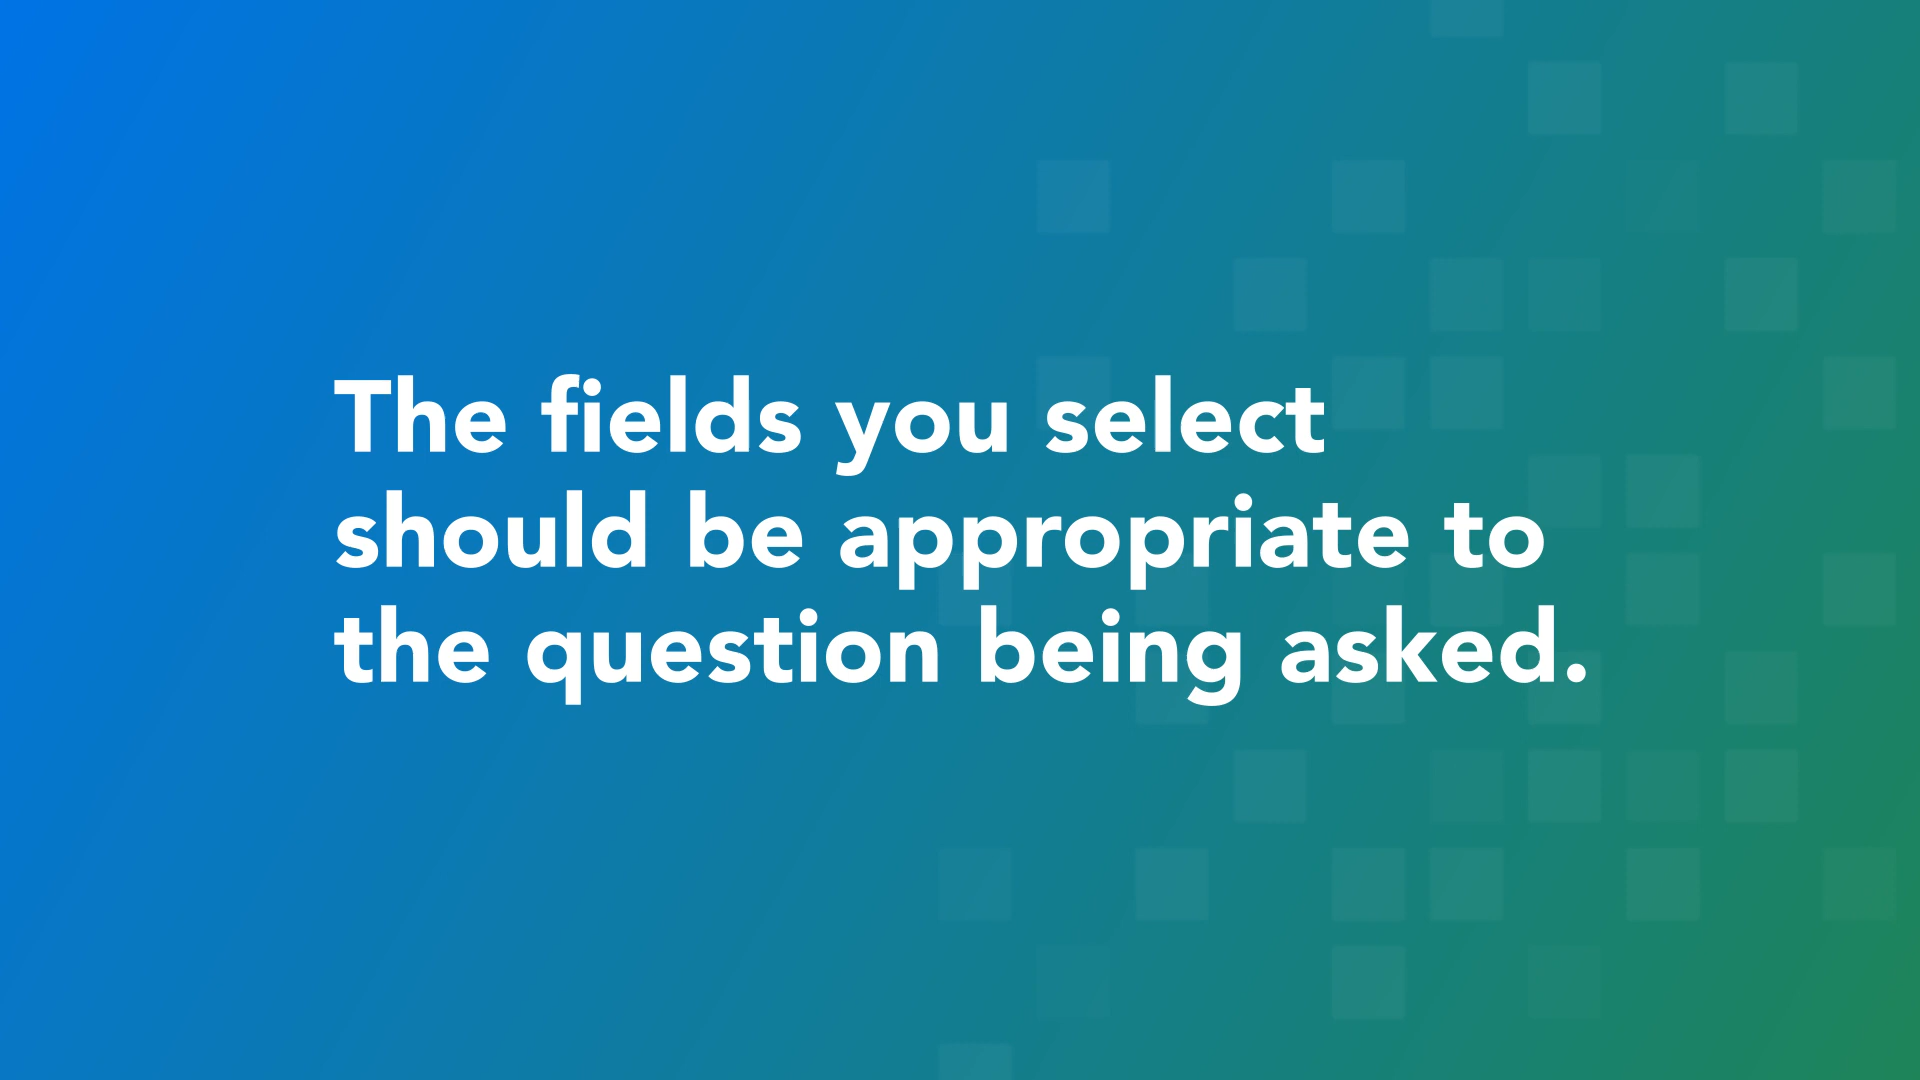 The fields you select
should be appropriate to
the question being asked.